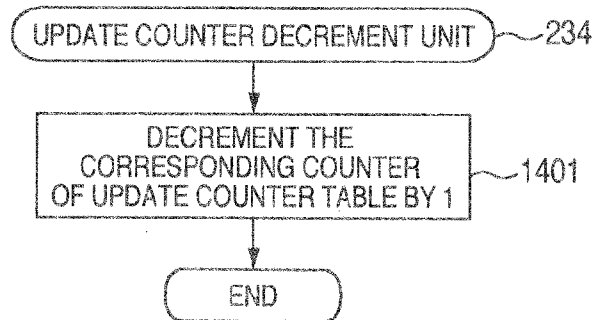 UPDATE COUNTER DECREMENT UNIT 234
DECREMENT THE
CORRESPONDING COUNTER
OF UPDATE COUNTER TABLE BY 1
1401
END